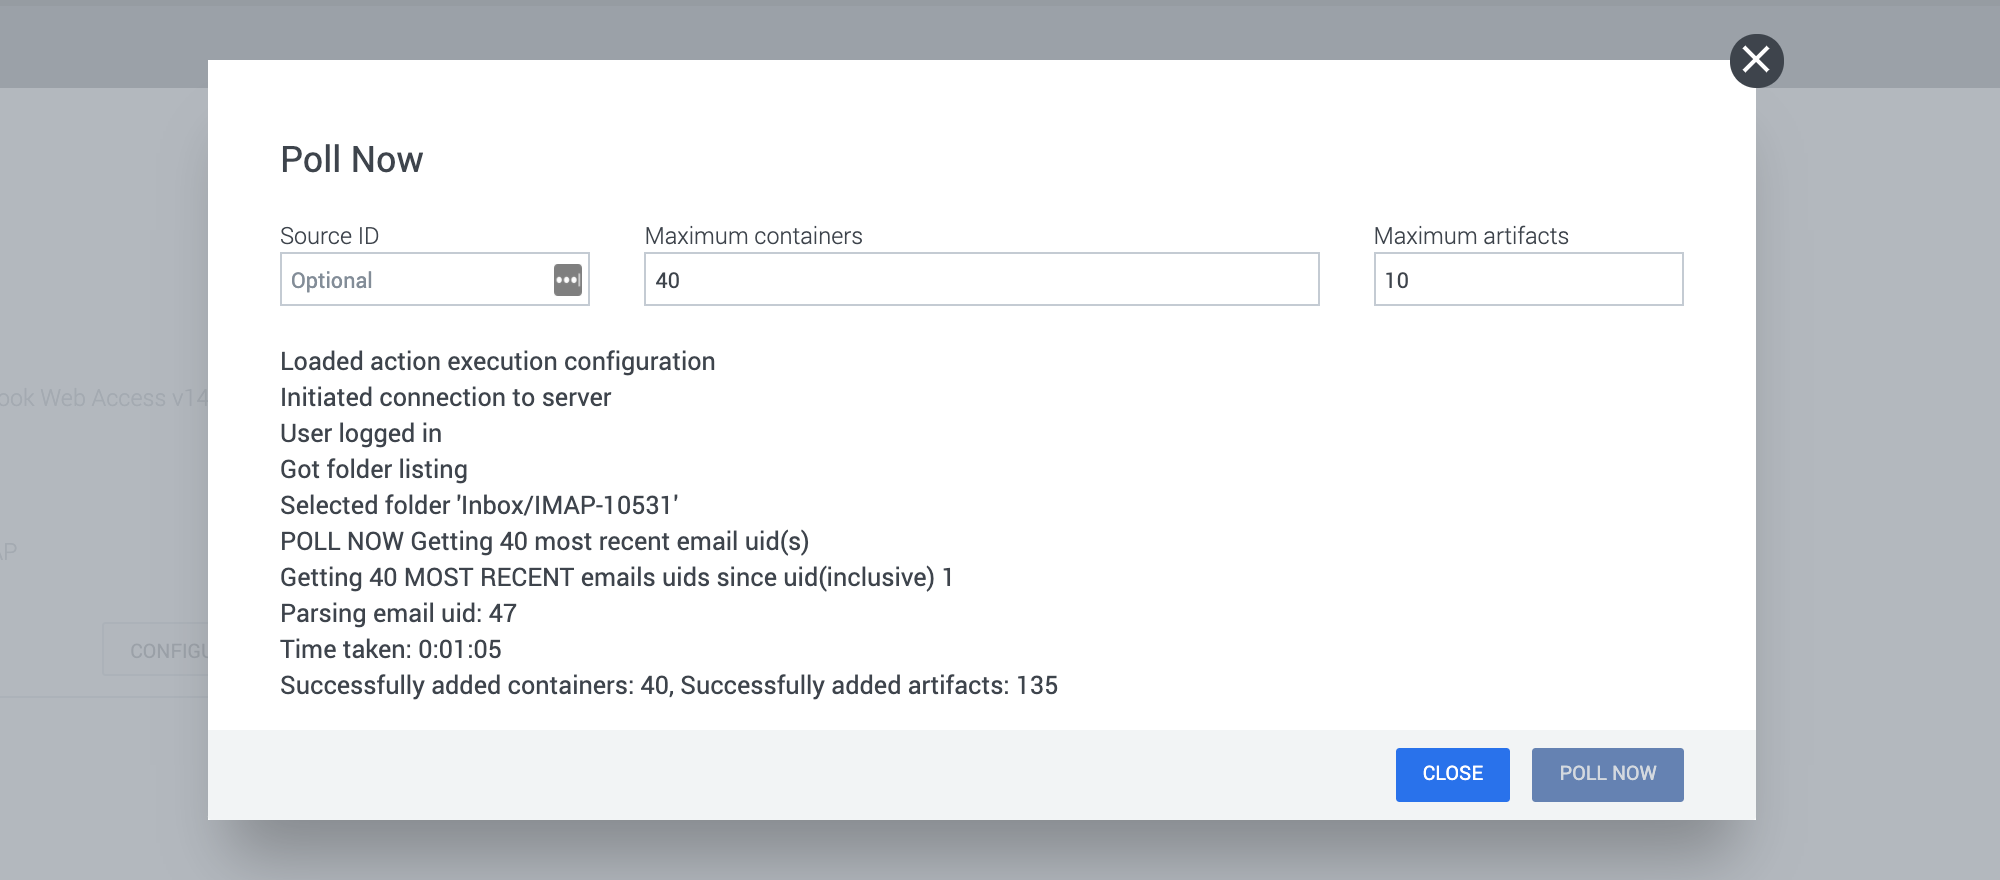 Poll Now
Source ID
Maximum containers
Maximum artifacts
Optional
40
10
Loaded action execution configuration
Initiated connection to server
User logged in
Got folder listing
Selected folder 'Inbox/IMAP-10531'
POLL NOW Getting 40 most recent email uid(s)
Getting 40 MOST RECENT emails uids since uid(inclusive) 1
Parsing email uid: 47
Time taken: 0:01:05
Successfully added containers: 40, Successfully added artifacts: 135
Web Access v14
CLOSE
POLL NOW